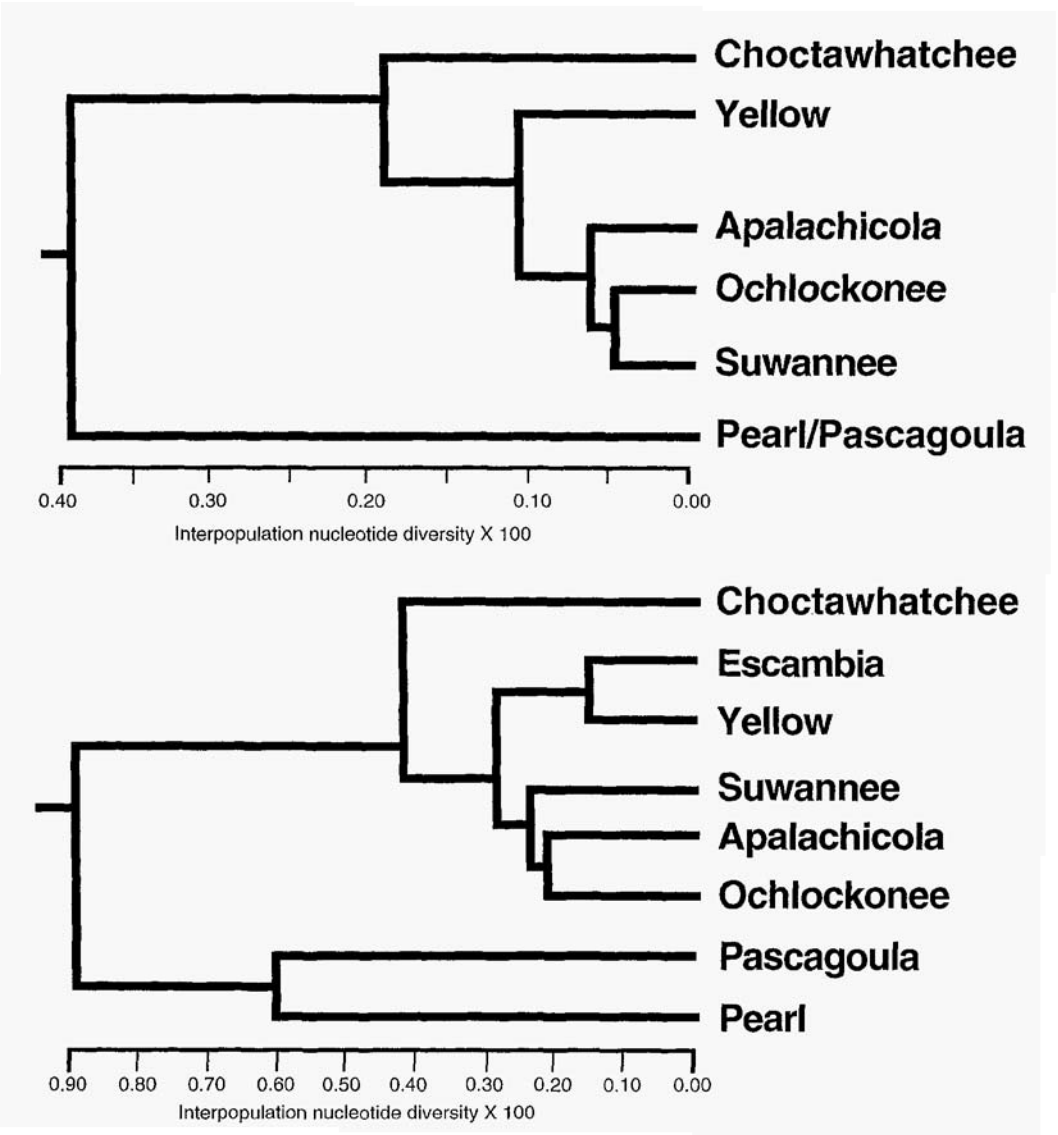 Choctawhatchee
Yellow
Apalachicola
Ochlockonee
Suwannee
Pearl/Pascagoula
0.40 0.30 0.20 0.10 0.00
Interpopulation nucleotide diversity X 100
Choctawhatchee
Escambia
Yellow
Suwannee
Apalachicola
Ochlockonee
Pascagoula
Pearl
0.90 0.80 0.70 0.60 0.50 0.40 0.30 0.20 0.10 0.00
Interpopulation nucleotide diversity X 100